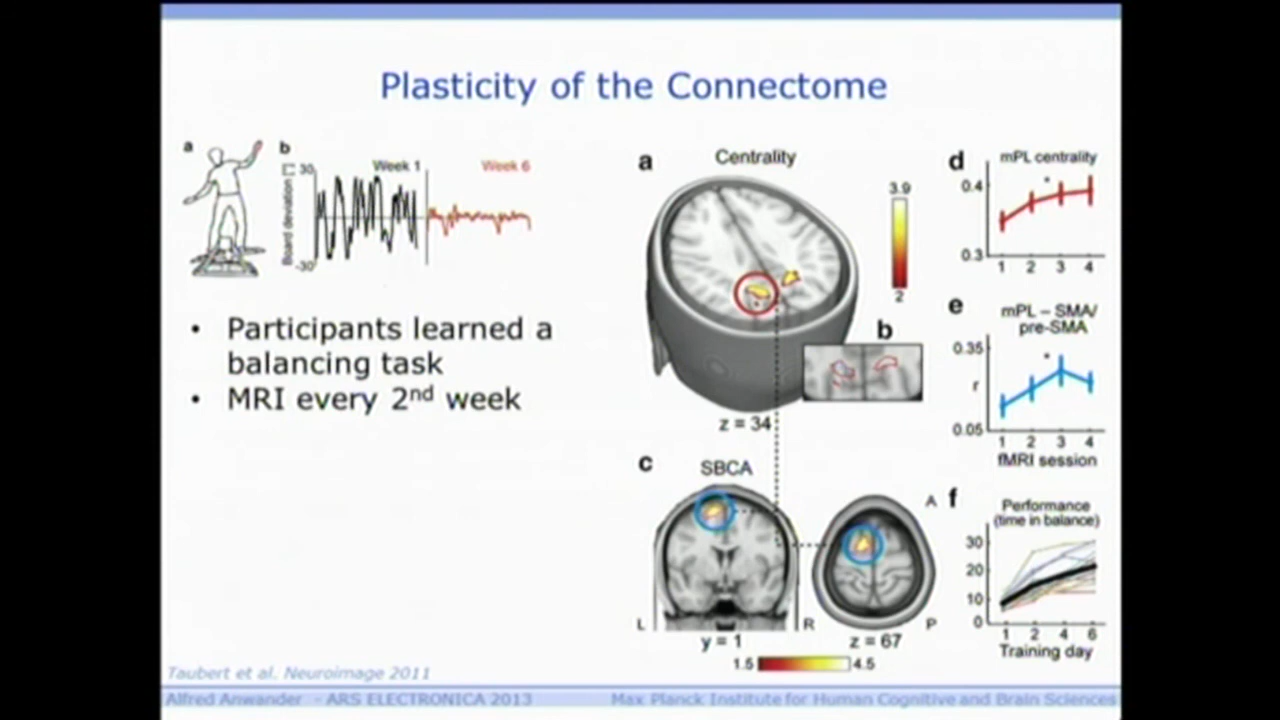 Plasticity of the Connectome
a
b
Board deviation [°]
30
-30
Week 1
Week 6
• Participants learned a
balancing task
• MRI every 2nd week
a
Centrality
3.9
2
b
z = 34
c
SBCA
L
R
y = 1
A
P
z = 67
1.5
4.5
d
mPL centrality
*
0.4
0.3
1 2 3 4
e
mPL – SMA/
pre-SMA
*
0.35
r
0.05
1 2 3 4
fMRI session
f
Performance
(time in balance)
30
20
10
0
1 2 4 6
Training day
Taubert et al. Neuroimage 2011
Alfred Anwander - ARS ELECTRONICA 2013
Max Planck Institute for Human Cognitive and Brain Sciences